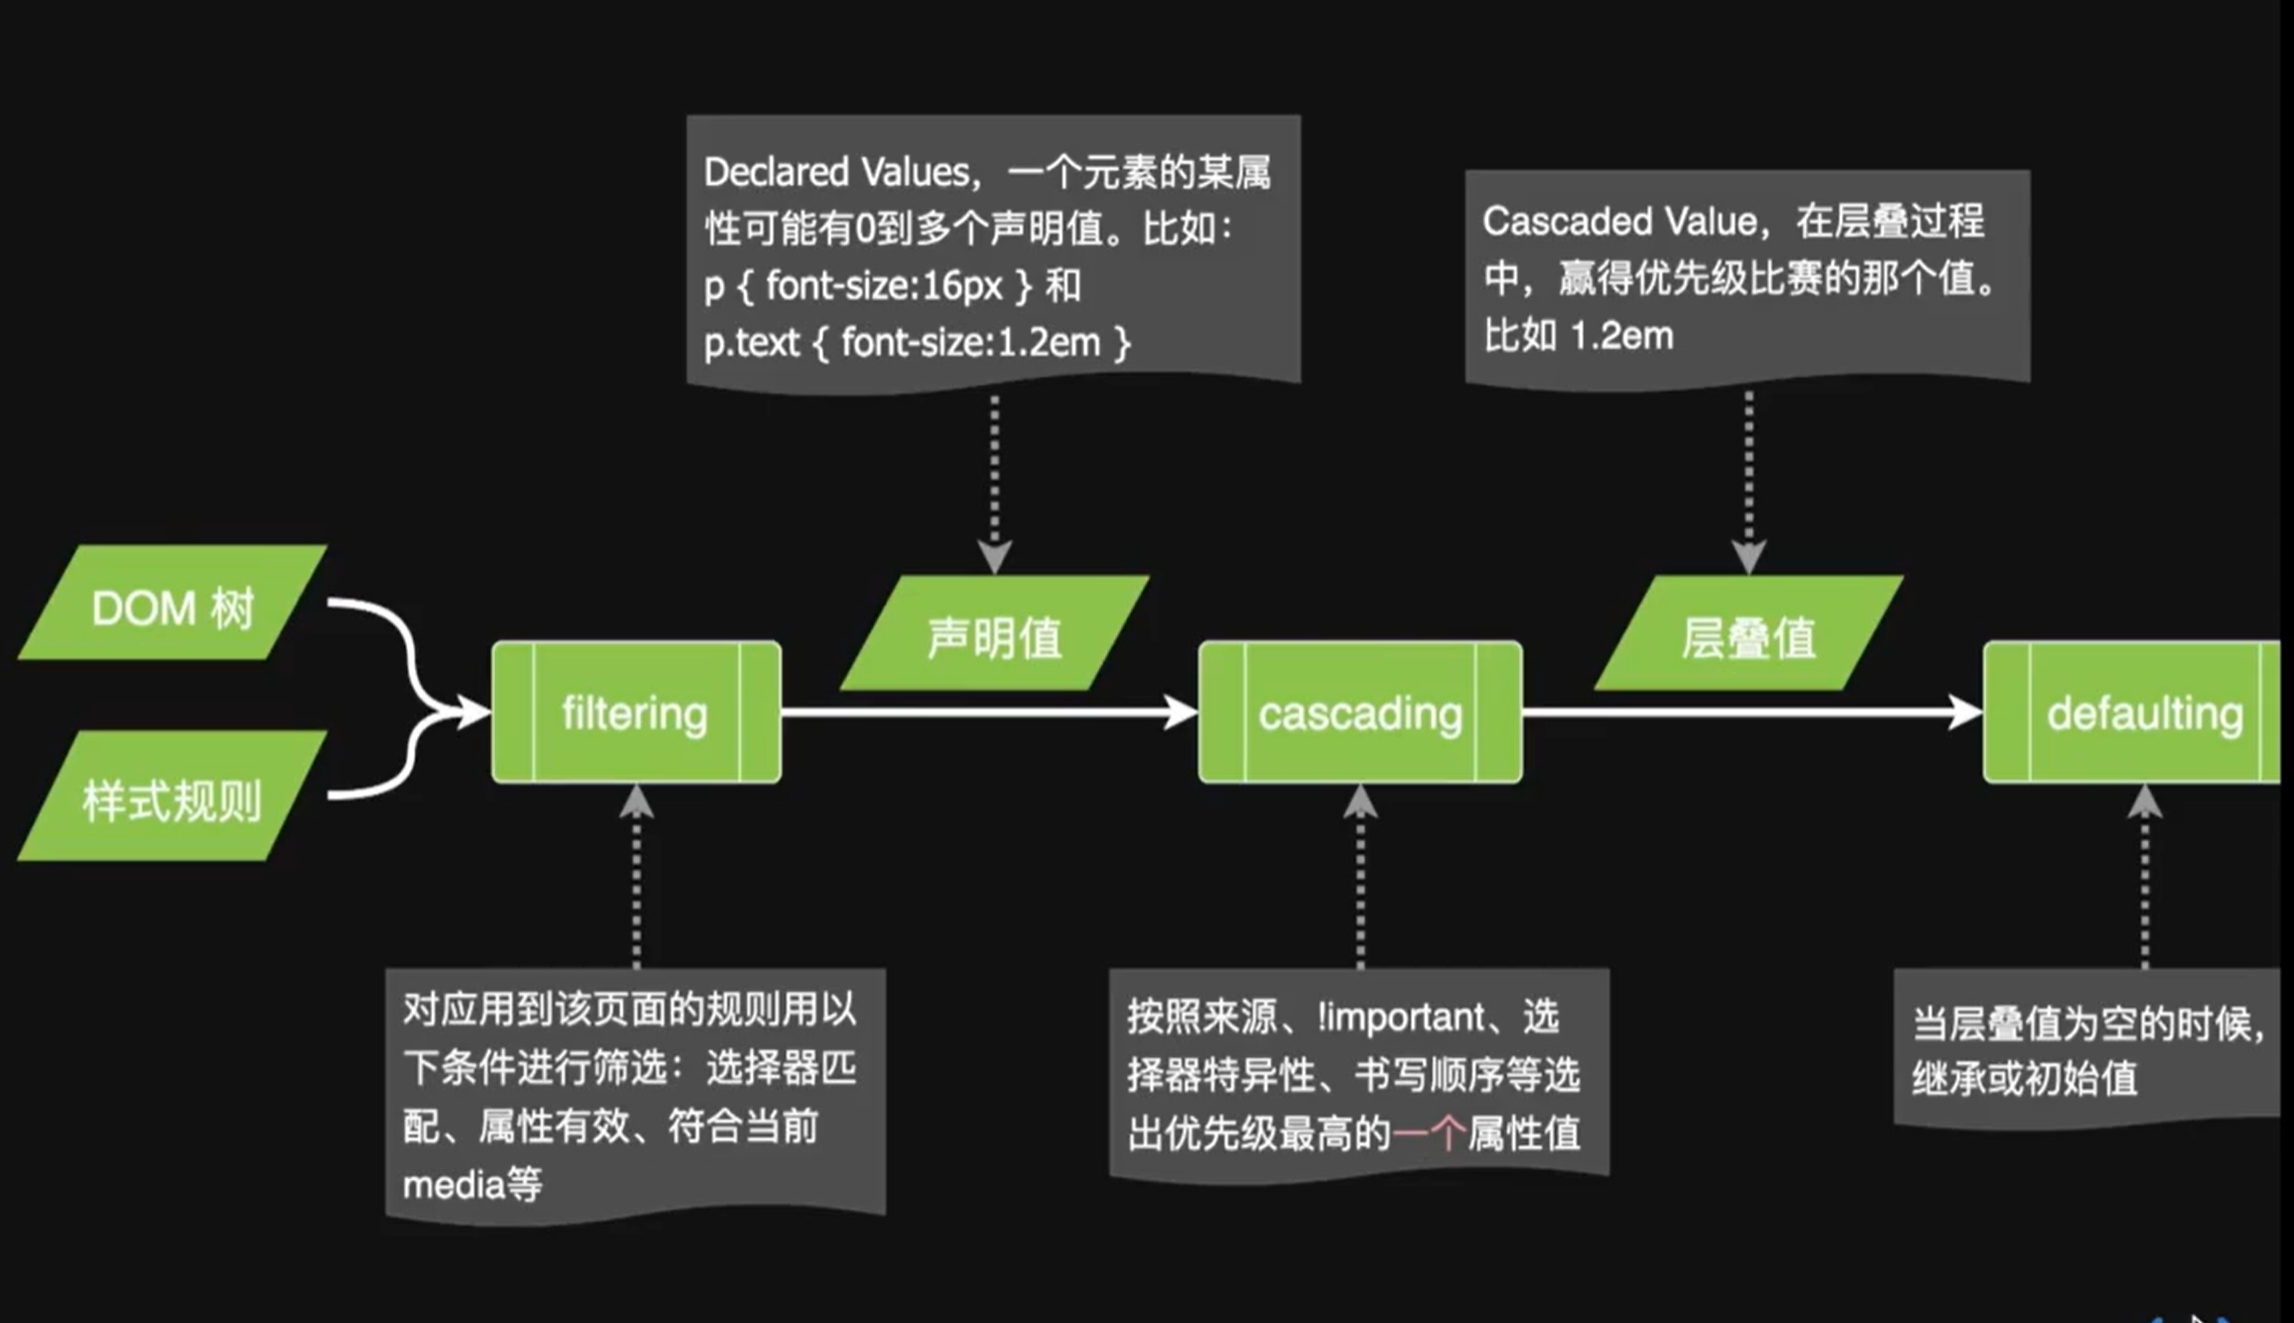 Declared Values，一个元素的某属
性可能有0到多个声明值。比如：
p { font-size:16px } 和
p.text { font-size:1.2em }
Cascaded Value，在层叠过程
中，赢得优先级比赛的那个值。
比如 1.2em
DOM 树
样式规则
filtering
声明值
cascading
层叠值
defaulting
对应用到该页面的规则用以
下条件进行筛选：选择器匹
配、属性有效、符合当前
media等
按照来源、!important、选
择器特异性、书写顺序等选
出优先级最高的一个属性值
当层叠值为空的时候，
继承或初始值